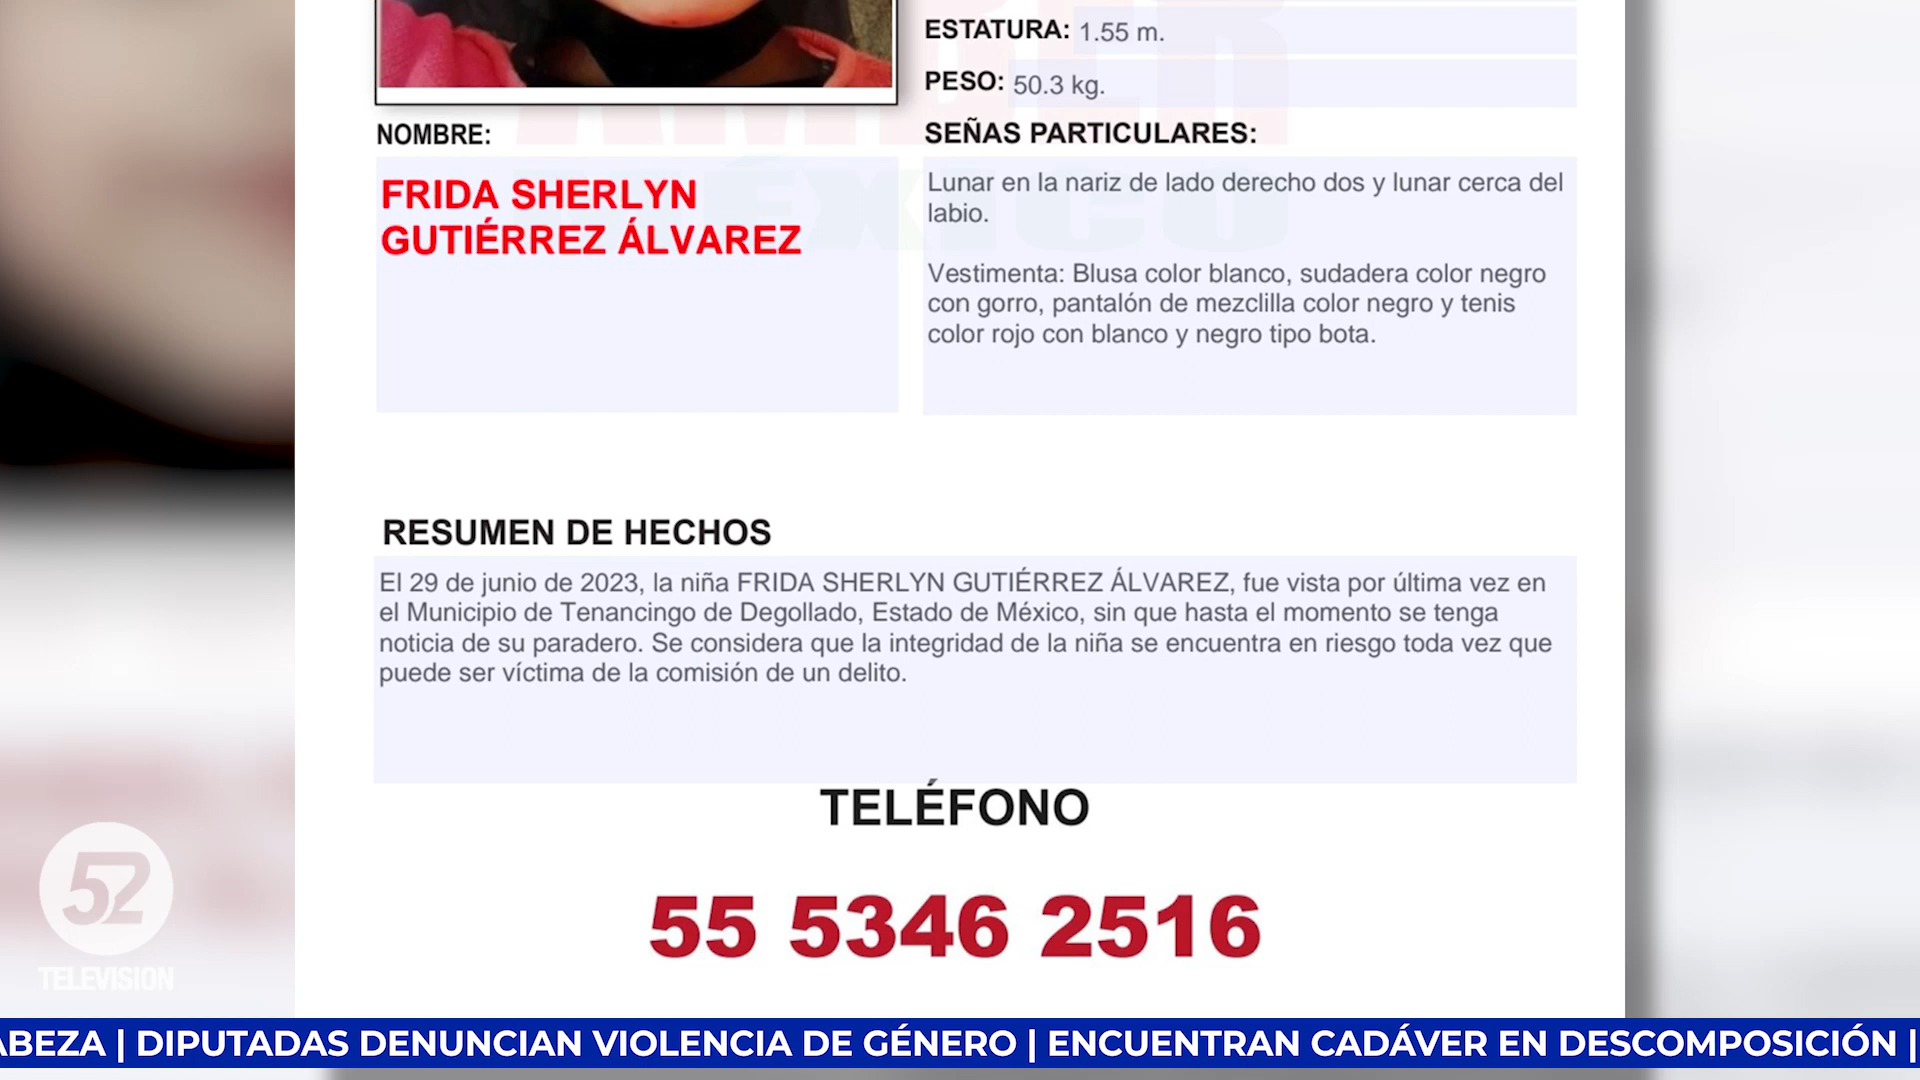 ESTATURA: 1.55 m.
PESO: 50.3 kg.
NOMBRE:
FRIDA SHERLYN
GUTIÉRREZ ÁLVAREZ
SEÑAS PARTICULARES:
Lunar en la nariz de lado derecho dos y lunar cerca del
labio.
Vestimenta: Blusa color blanco, sudadera color negro
con gorro, pantalón de mezclilla color negro y tenis
color rojo con blanco y negro tipo bota.
AMBER
MÉXICO
RESUMEN DE HECHOS
El 29 de junio de 2023, la niña FRIDA SHERLYN GUTIÉRREZ ÁLVAREZ, fue vista por última vez en
el Municipio de Tenancingo de Degollado, Estado de México, sin que hasta el momento se tenga
noticia de su paradero. Se considera que la integridad de la niña se encuentra en riesgo toda vez que
puede ser víctima de la comisión de un delito.
TELÉFONO
55 5346 2516
52
TELEVISION
ABEZA | DIPUTADAS DENUNCIAN VIOLENCIA DE GÉNERO | ENCUENTRAN CADÁVER EN DESCOMPOSICIÓN |